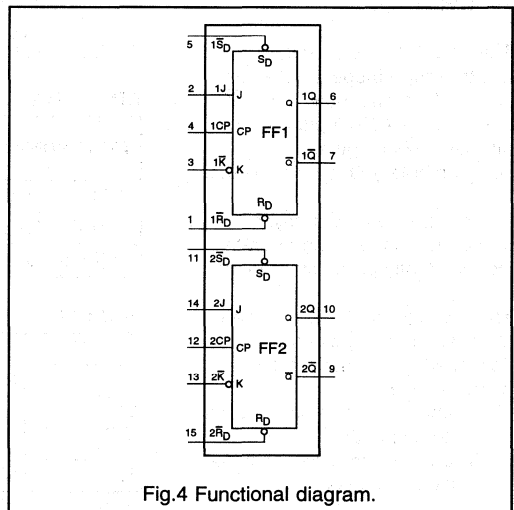 5 1S̅D
SD
2 1J J Q 1Q 6
4 1CP CP FF1
3 1K̅ K Q̅ 1Q̅ 7
RD
1 1R̅D
11 2S̅D
SD
14 2J J Q 2Q 10
12 2CP CP FF2
13 2K̅ K Q̅ 2Q̅ 9
RD
15 2R̅D
Fig.4 Functional diagram.